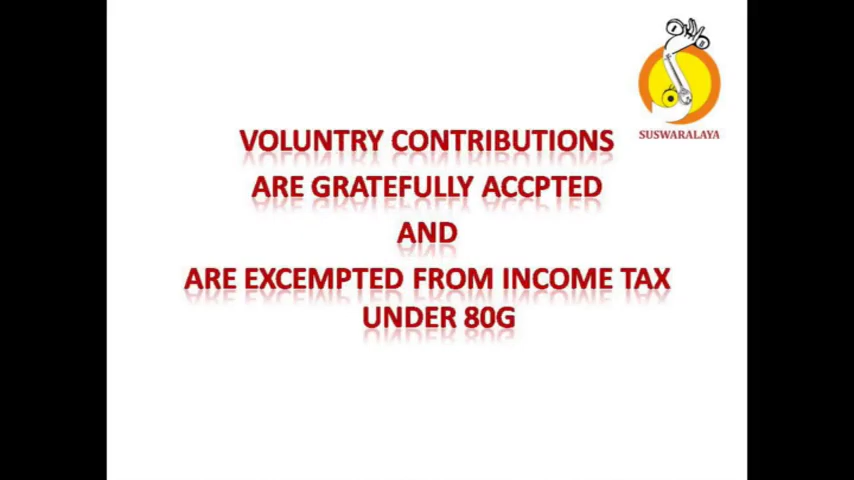 SUSWARALAYA
VOLUNTRY CONTRIBUTIONS
ARE GRATEFULLY ACCPTED
AND
ARE EXCEMPTED FROM INCOME TAX
UNDER 80G